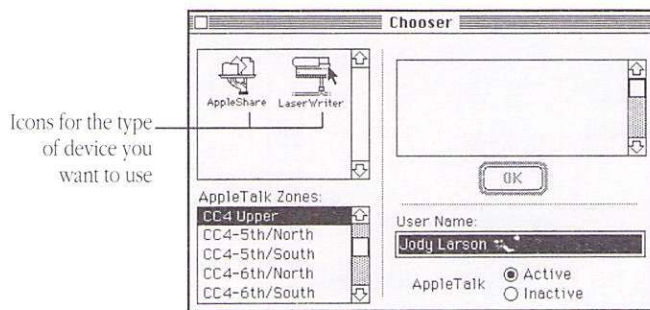 Chooser
AppleShare
LaserWriter
Icons for the type
of device you
want to use
OK
AppleTalk Zones:
CC4 Upper
CC4-5th/North
CC4-5th/South
CC4-6th/North
CC4-6th/South
User Name:
Jody Larson
AppleTalk
Active
Inactive